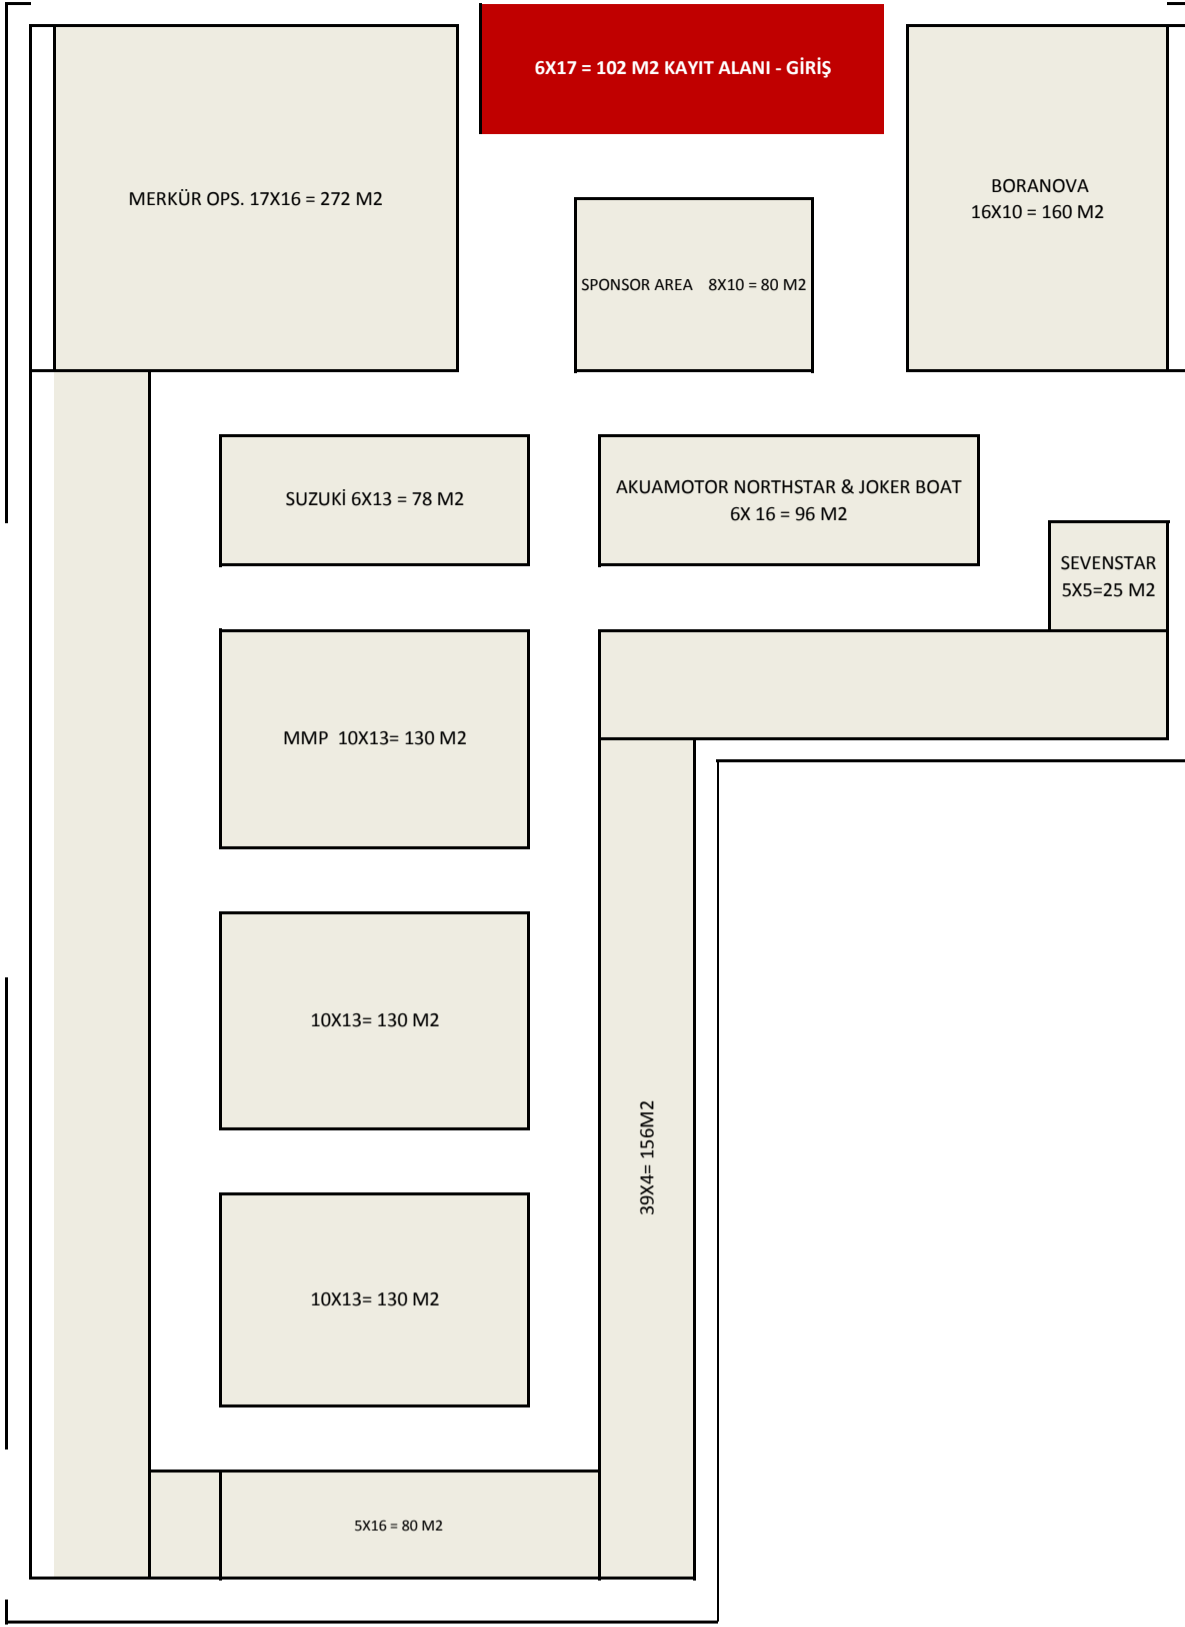 6X17 = 102 M2 KAYIT ALANI - GİRİŞ
MERKÜR OPS. 17X16 = 272 M2
BORANOVA
16X10 = 160 M2
SPONSOR AREA 8X10 = 80 M2
SUZUKİ 6X13 = 78 M2
AKUAMOTOR NORTHSTAR & JOKER BOAT
6X 16 = 96 M2
SEVENSTAR
5X5=25 M2
MMP 10X13= 130 M2
10X13= 130 M2
39X4= 156M2
10X13= 130 M2
5X16 = 80 M2